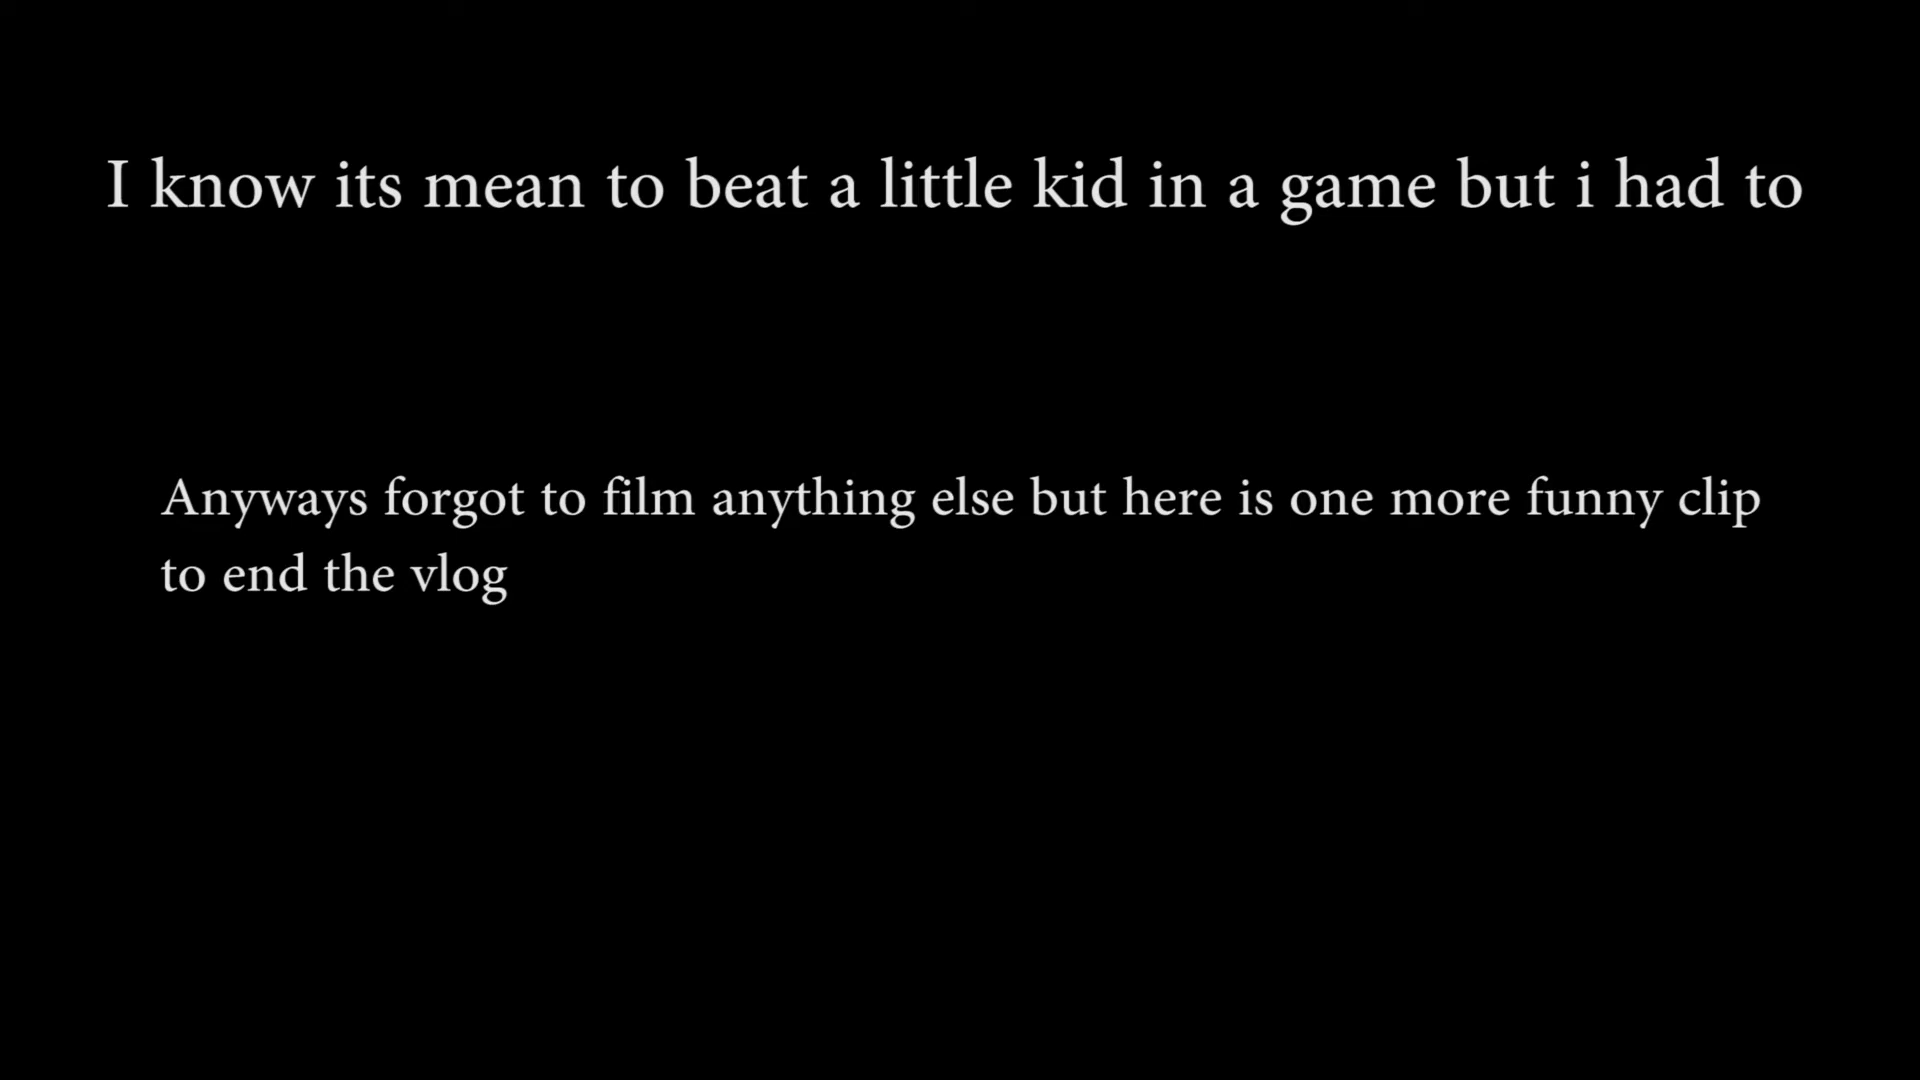 I know its mean to beat a little kid in a game but i had to
Anyways forgot to film anything else but here is one more funny clip
to end the vlog